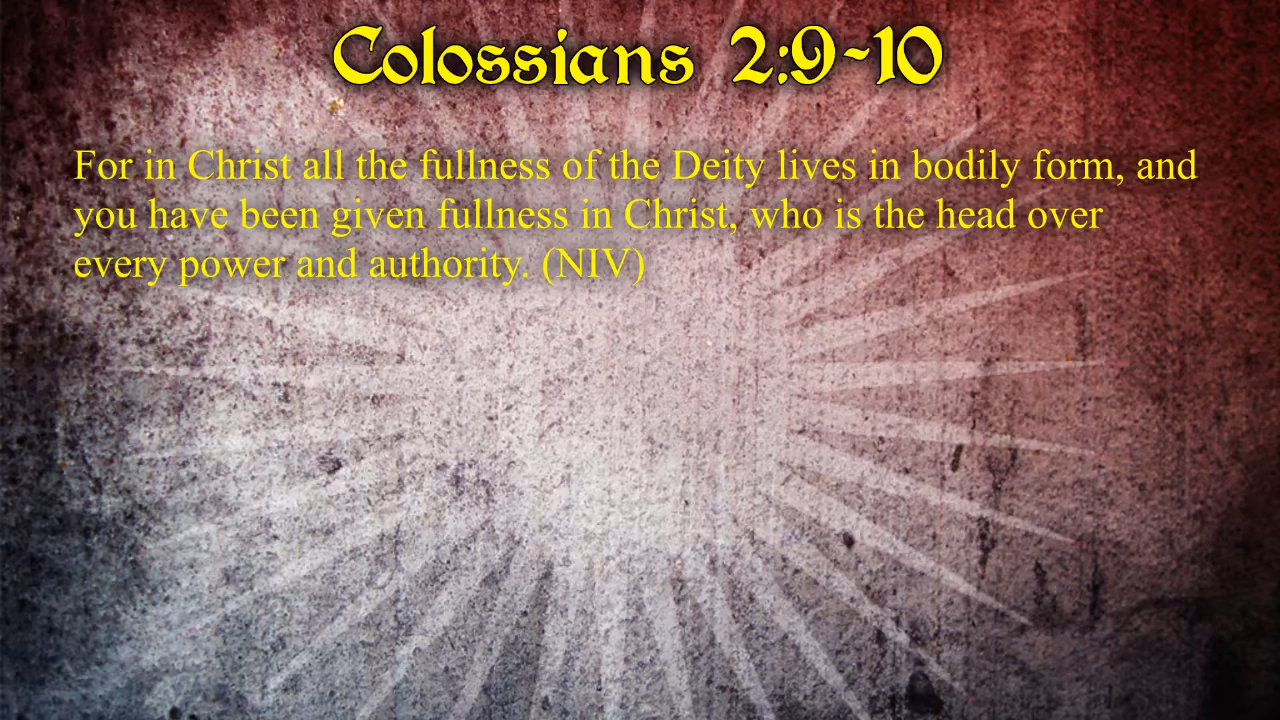 Colossians 2:9-10
For in Christ all the fullness of the Deity lives in bodily form, and
you have been given fullness in Christ, who is the head over
every power and authority. (NIV)